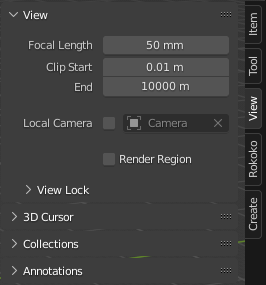 View
Focal Length 50 mm
Clip Start 0.01 m
End 10000 m
Local Camera Camera
Render Region
View Lock
3D Cursor
Collections
Annotations
Item
Tool
View
Rokoko
Create